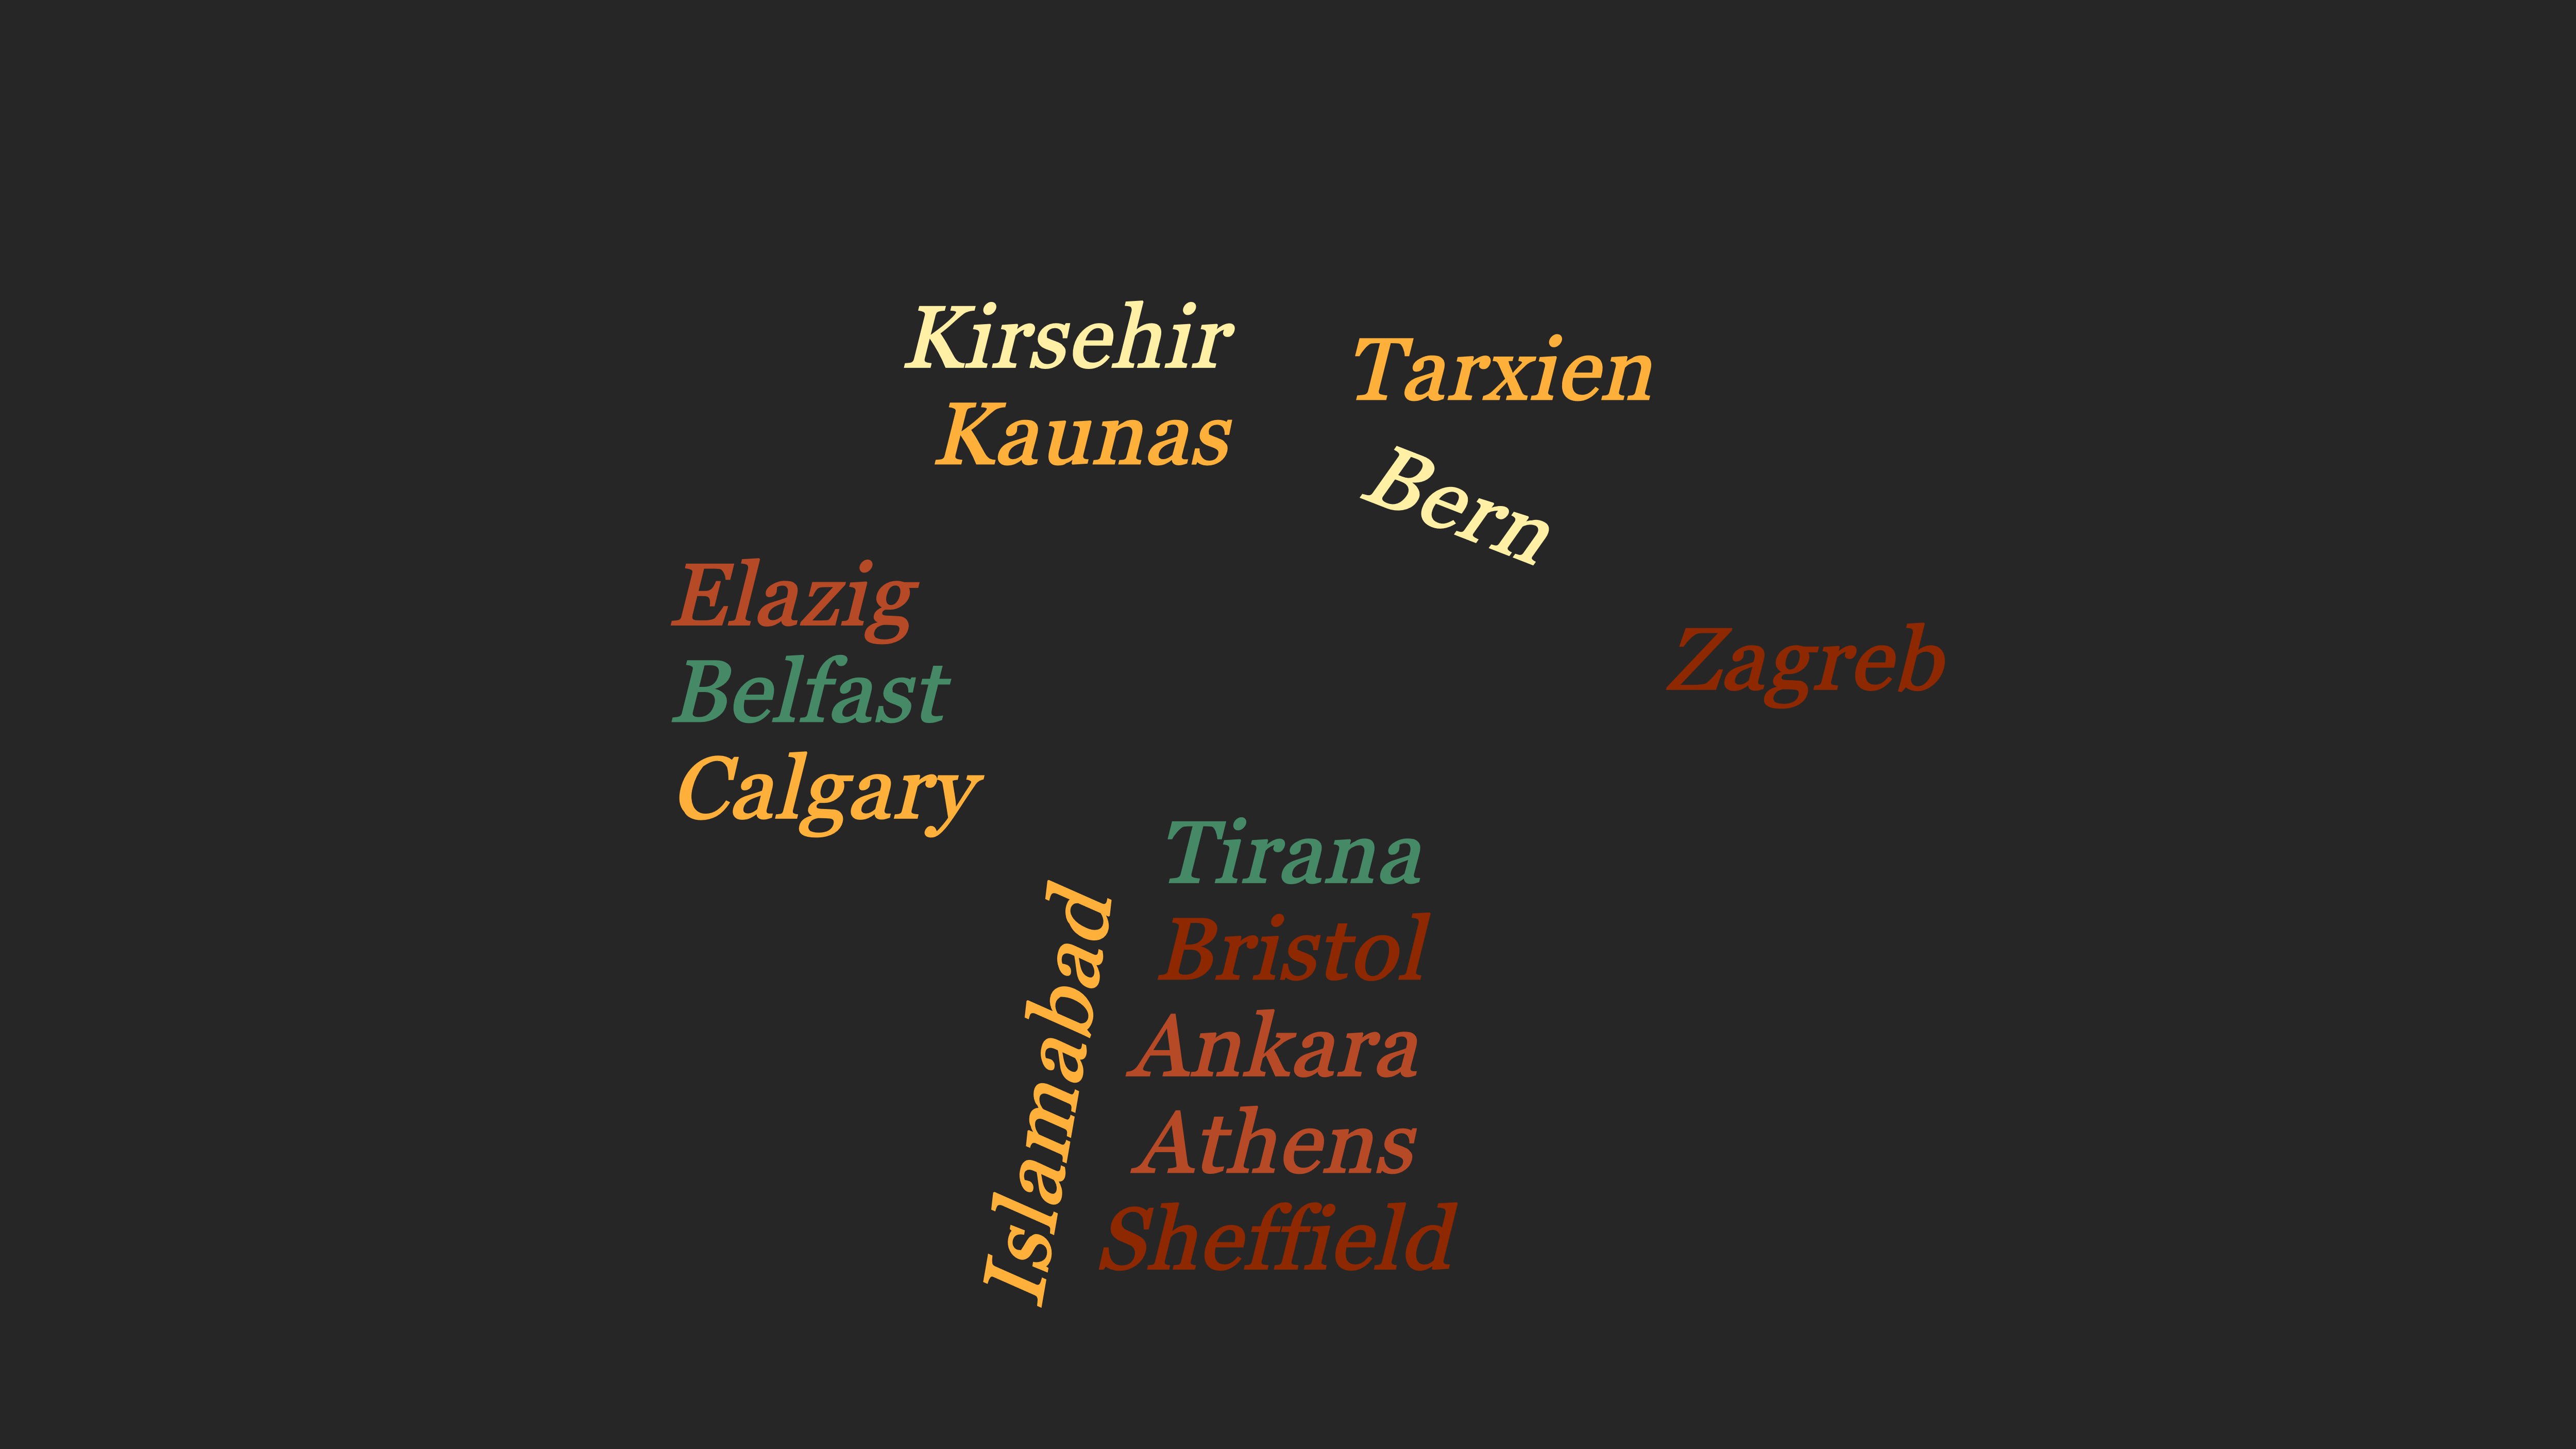 Kirsehir
Tarxien
Kaunas
Bern
Elazig
Zagreb
Belfast
Calgary
Tirana
Islamabad
Bristol
Ankara
Athens
Sheffield